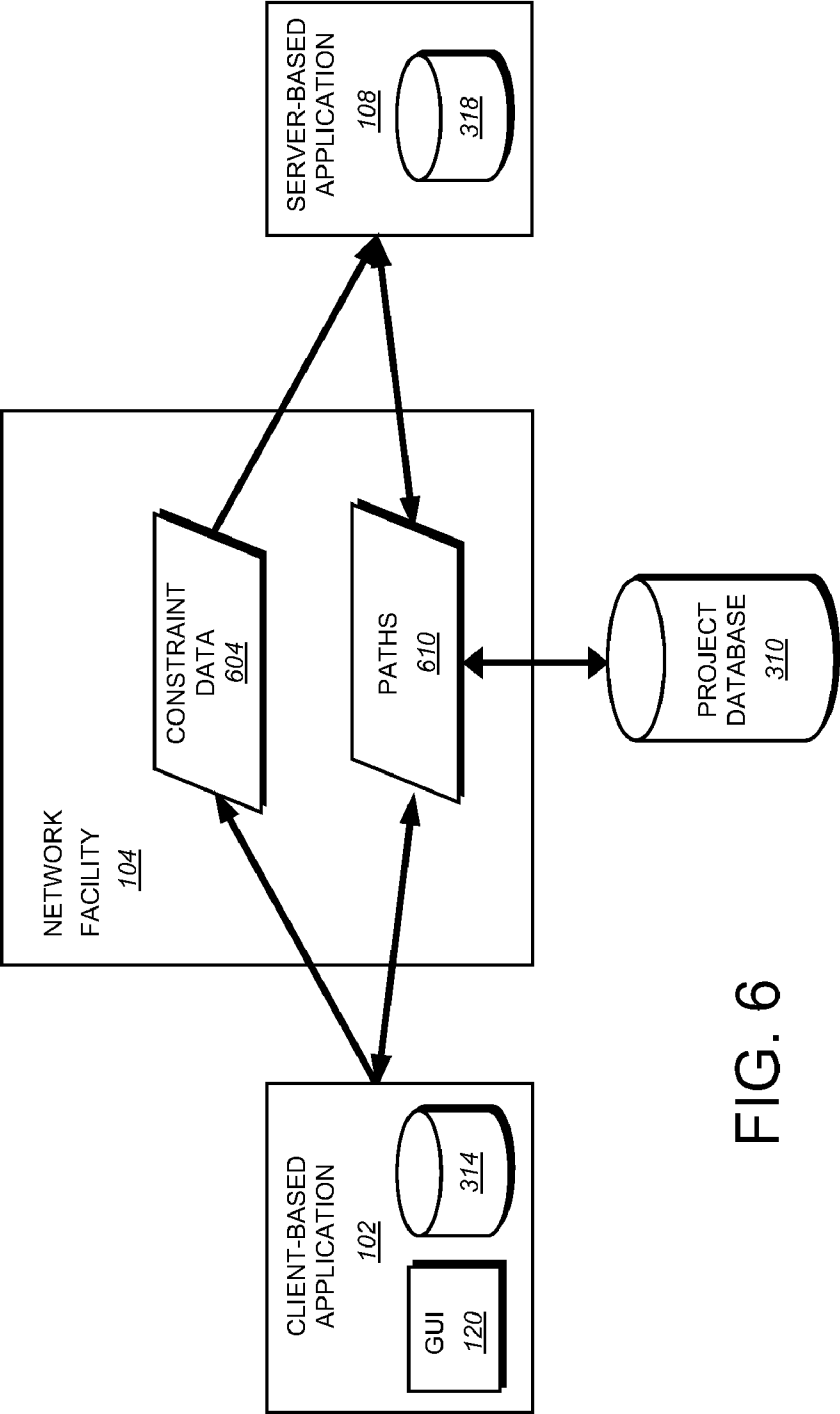 NETWORK
FACILITY
104
CLIENT-BASED
APPLICATION
102
GUI
120
314
CONSTRAINT
DATA
604
PATHS
610
SERVER-BASED
APPLICATION
108
318
PROJECT
DATABASE
310
FIG. 6